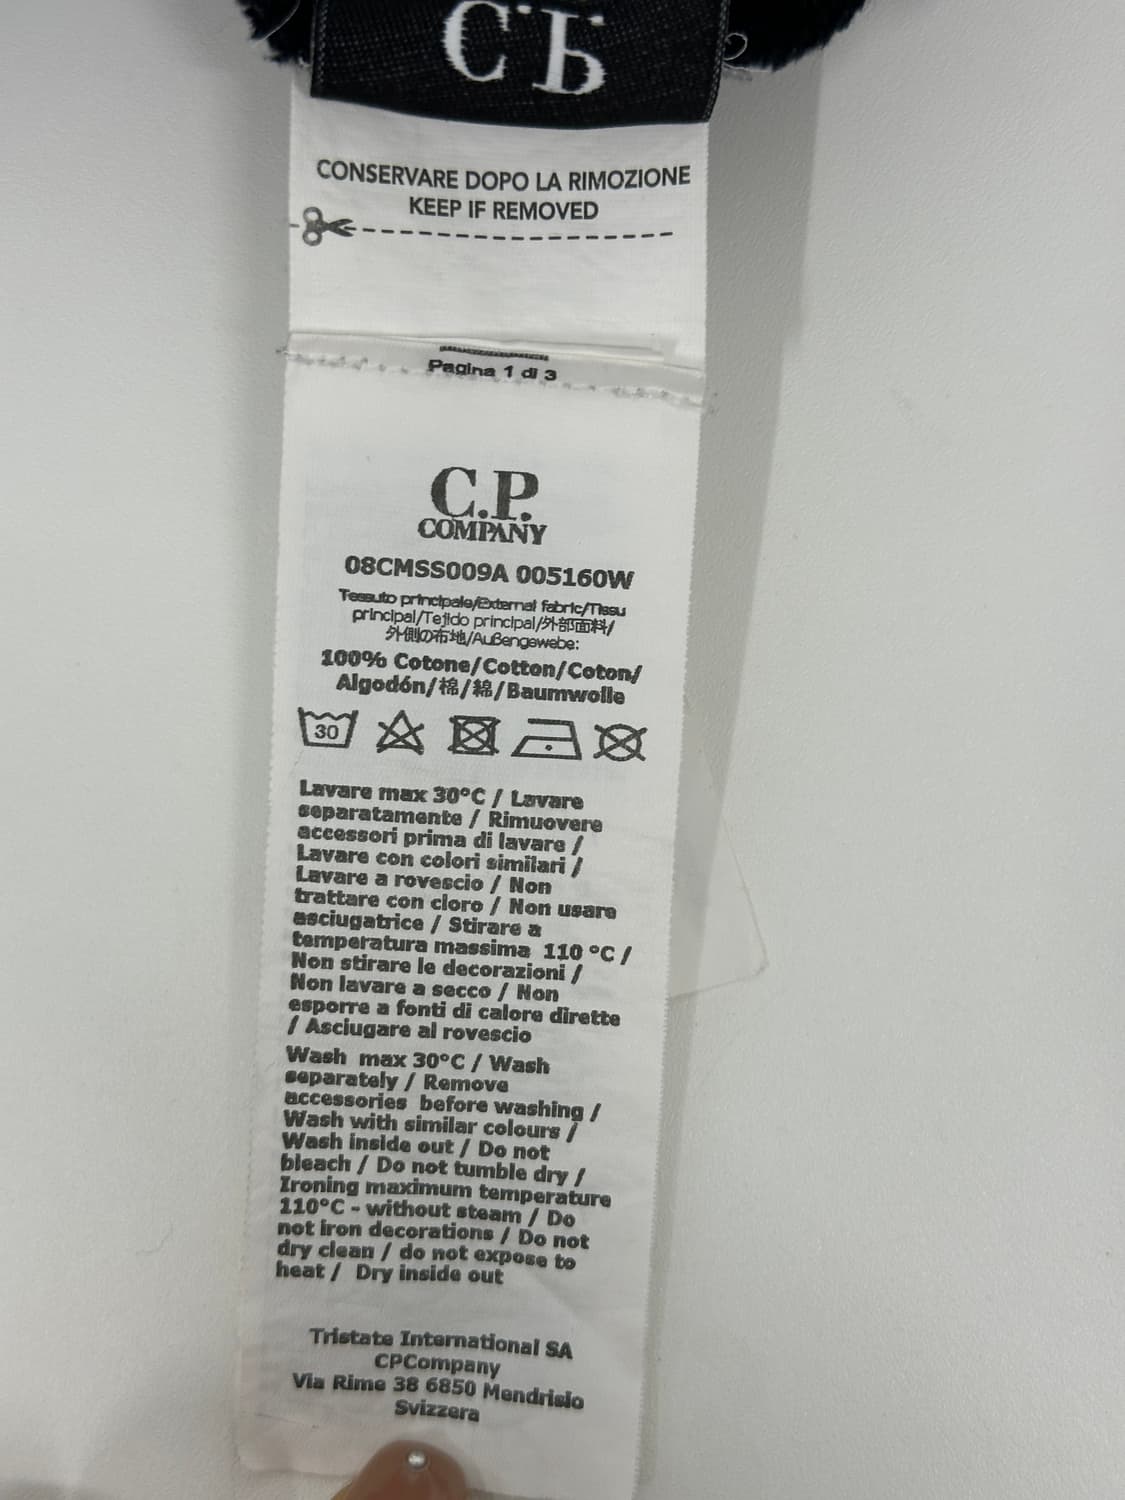 C.P.
CONSERVARE DOPO LA RIMOZIONE
KEEP IF REMOVED
Pagina 1 di 3
C.P.
COMPANY
08CMSS009A 005160W
Tessuto principale/External fabric/Tissu
principal/Tejido principal/外部面料/
外側の布地/Außengewebe:
100% Cotone/Cotton/Coton/
Algodón/棉/綿/Baumwolle
30
Lavare max 30°C / Lavare
separatamente / Rimuovere
accessori prima di lavare /
Lavare con colori similari /
Lavare a rovescio / Non
trattare con cloro / Non usare
asciugatrice / Stirare a
temperatura massima 110 °C /
Non stirare le decorazioni /
Non lavare a secco / Non
esporre a fonti di calore dirette
/ Asciugare al rovescio
Wash max 30°C / Wash
separately / Remove
accessories before washing /
Wash with similar colours /
Wash inside out / Do not
bleach / Do not tumble dry /
Ironing maximum temperature
110°C - without steam / Do
not iron decorations / Do not
dry clean / do not expose to
heat / Dry inside out
Tristate International SA
CPCompany
Via Rime 38 6850 Mendrisio
Svizzera